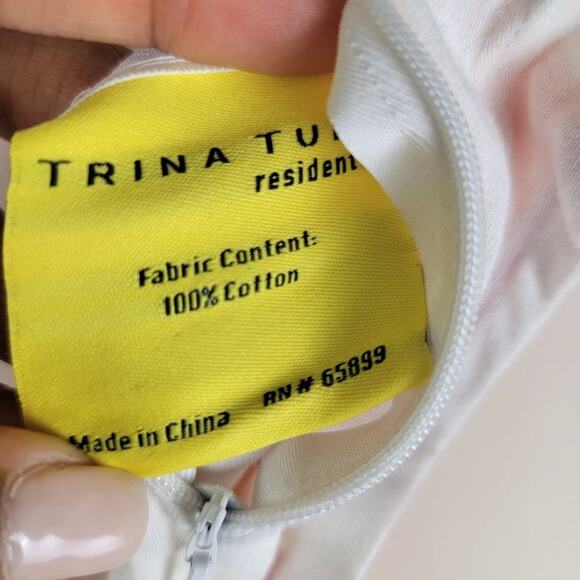 TRINA TU
resident
Fabric Content:
100% Cotton
RN # 65899
Made in China